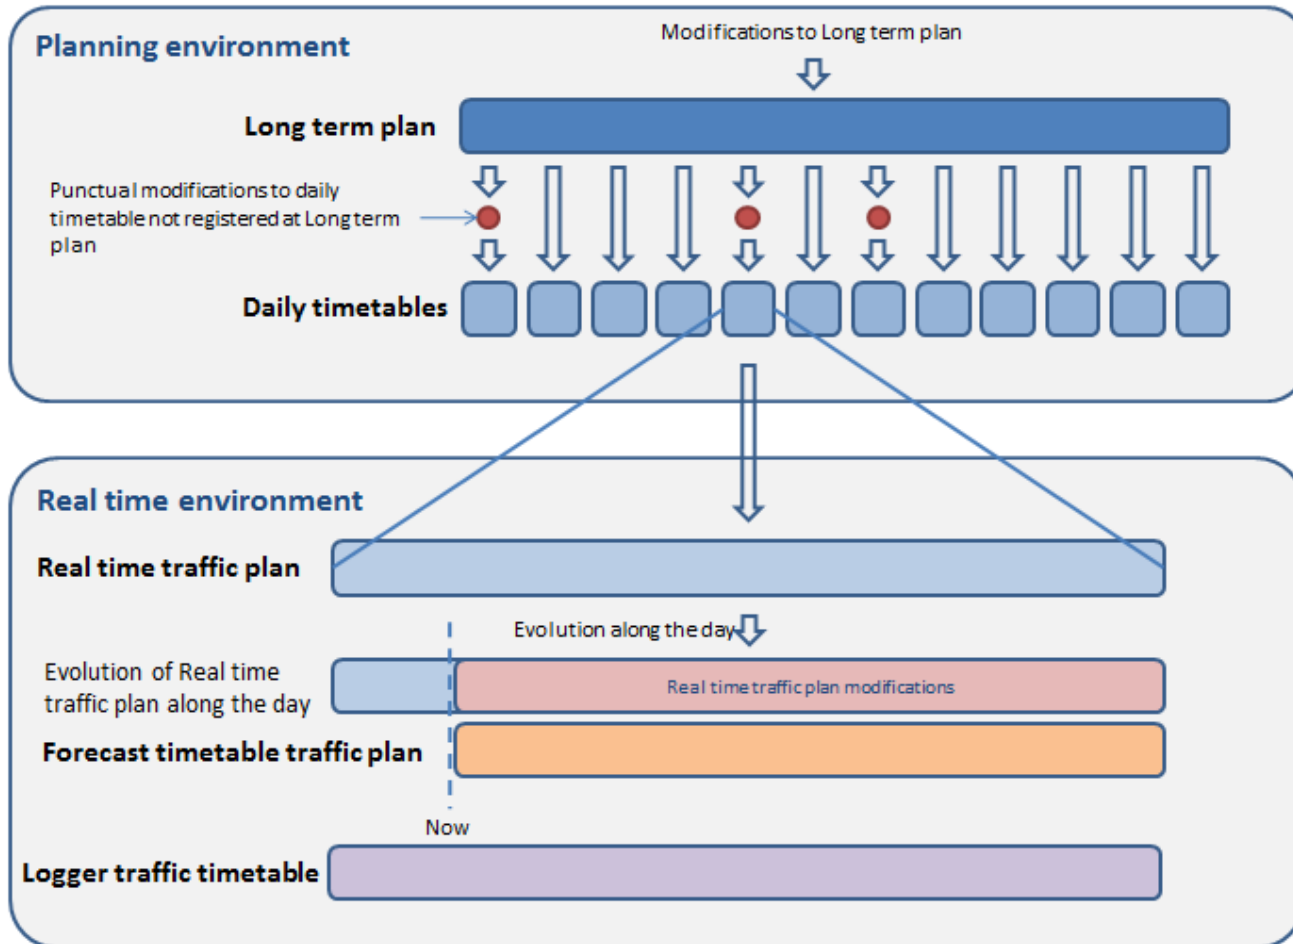 Planning environment
Modifications to Long term plan
Long term plan
Punctual modifications to daily
timetable not registered at Long term
plan
Daily timetables
Real time environment
Real time traffic plan
Evolution along the day
Evolution of Real time
traffic plan along the day
Real time traffic plan modifications
Forecast timetable traffic plan
Now
Logger traffic timetable